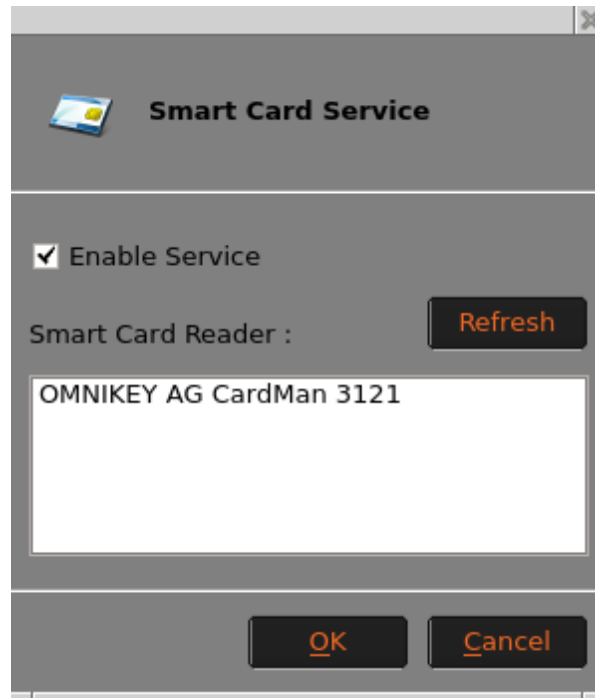 Smart Card Service
Enable Service
Refresh
Smart Card Reader :
OMNIKEY AG CardMan 3121
OK
Cancel